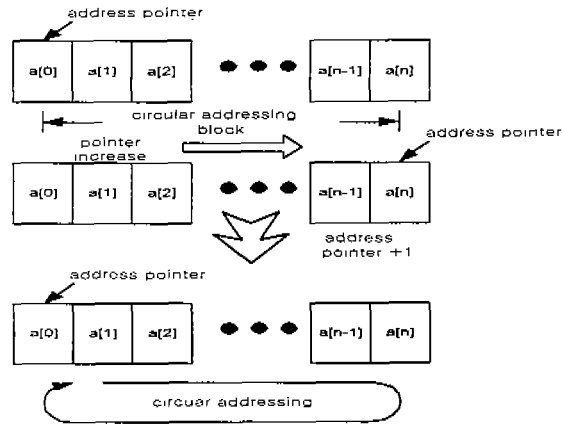 address pointer
a[0] a[1] a[2] a[n-1] a[n]
circular addressing
block
address pointer
pointer
increase
a[0] a[1] a[2] a[n-1] a[n]
address
pointer +1
address pointer
a[0] a[1] a[2] a[n-1] a[n]
circuar addressing